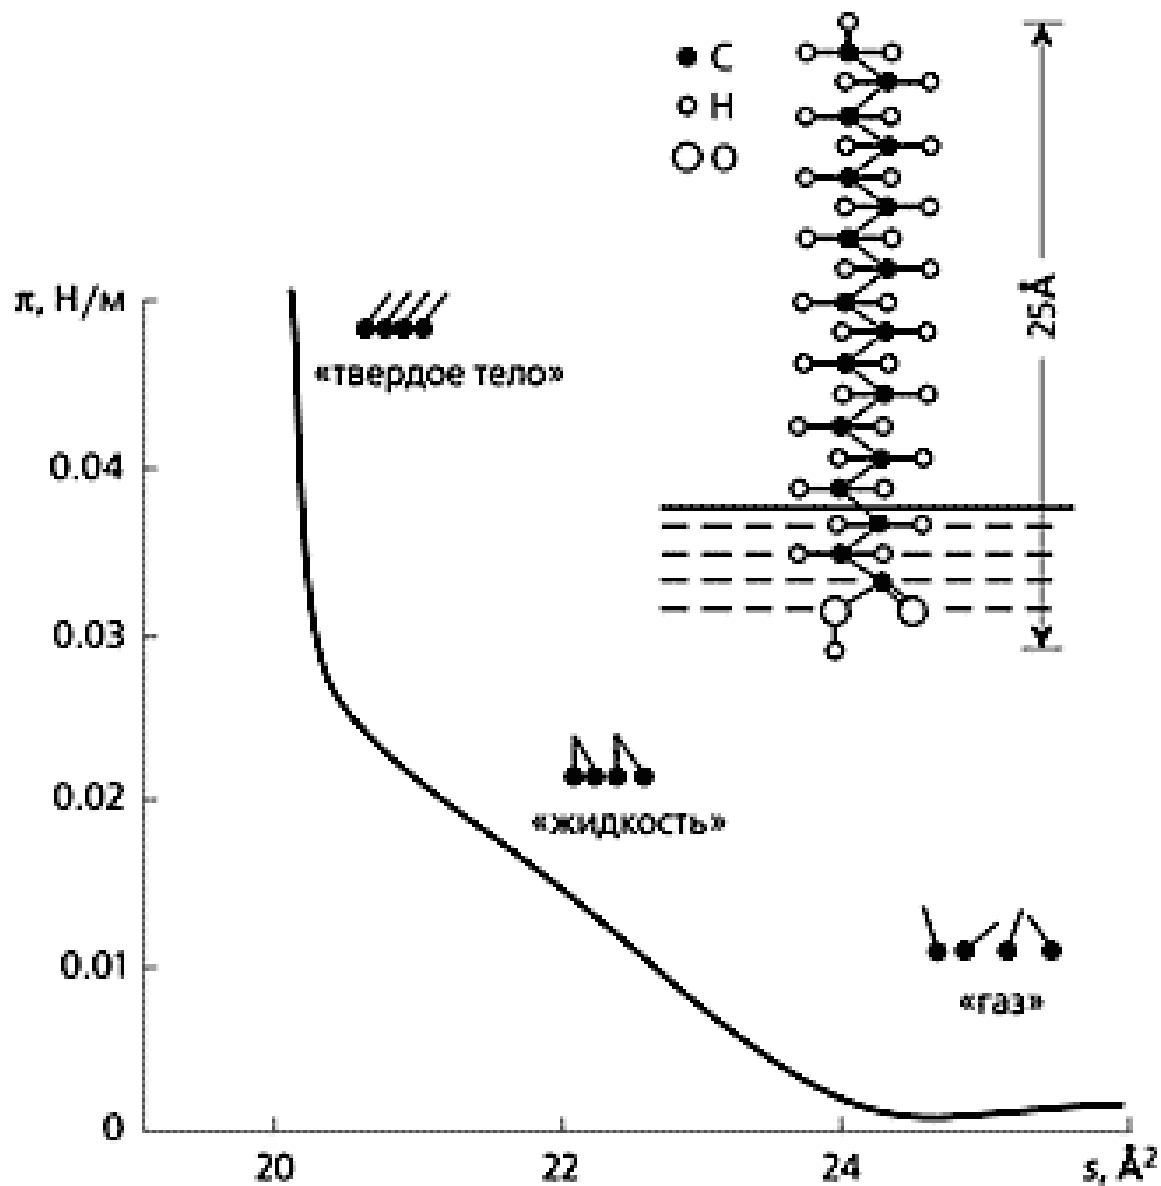 C
H
O
25Å
π, Н/м
«твердое тело»
0.04
0.03
0.02
«жидкость»
0.01
«газ»
0
20
22
24
s, Å²